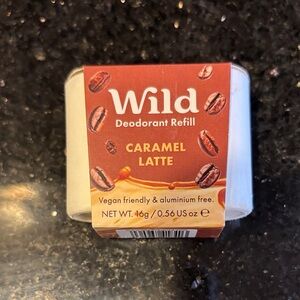 Wild
Deodorant Refill
CARAMEL
LATTE
Vegan friendly & aluminium free.
NET WT. 16g / 0.56 US oz ℮